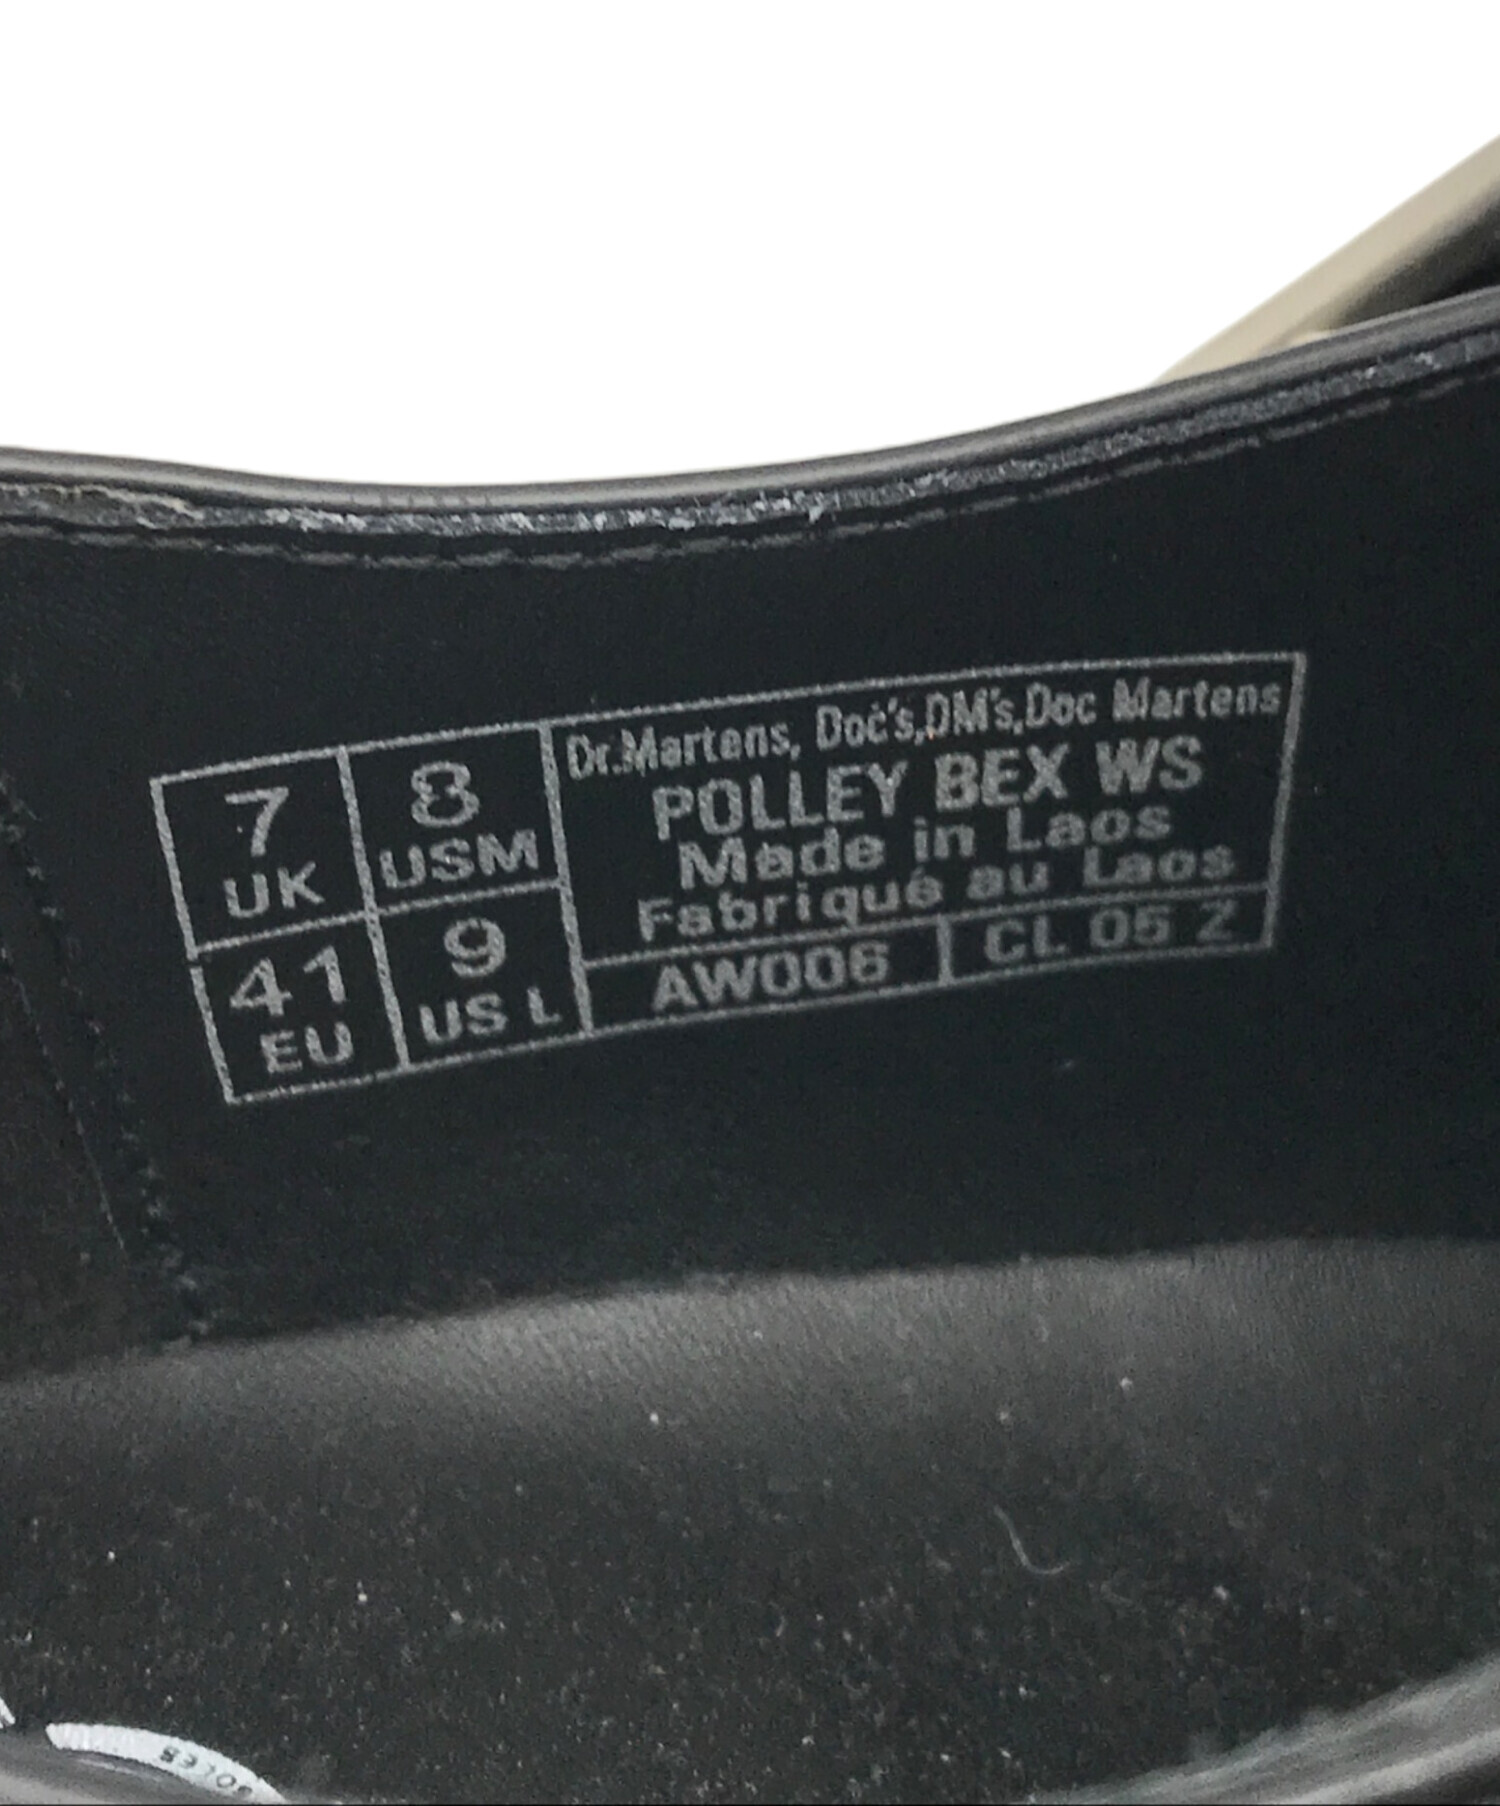 7
UK
8
USM
41
EU
9
US L
Dr.Martens, Doc's,DM's,Doc Martens
POLLEY BEX WS
Made in Laos
Fabriqué au Laos
AW006
CL 05 Z